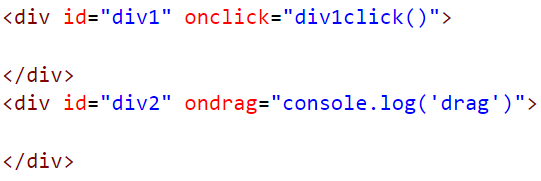 <div id="div1" onclick="div1click()">
</div>
<div id="div2" ondrag="console.log('drag')">
</div>